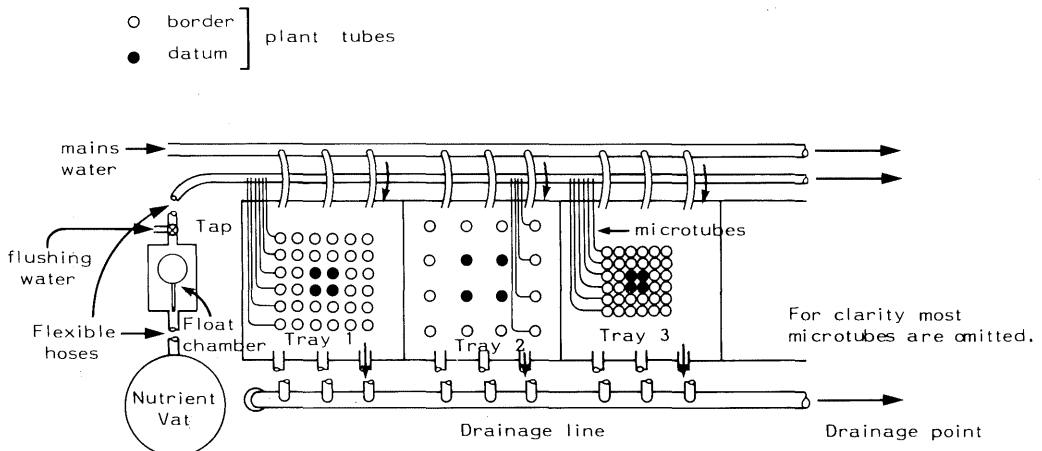 border
datum
plant tubes
mains
water
Tap
flushing
water
microtubes
Flexible
hoses
Float
chamber
Tray 1
Tray 2
Tray 3
For clarity most
microtubes are omitted.
Nutrient
Vat
Drainage line
Drainage point